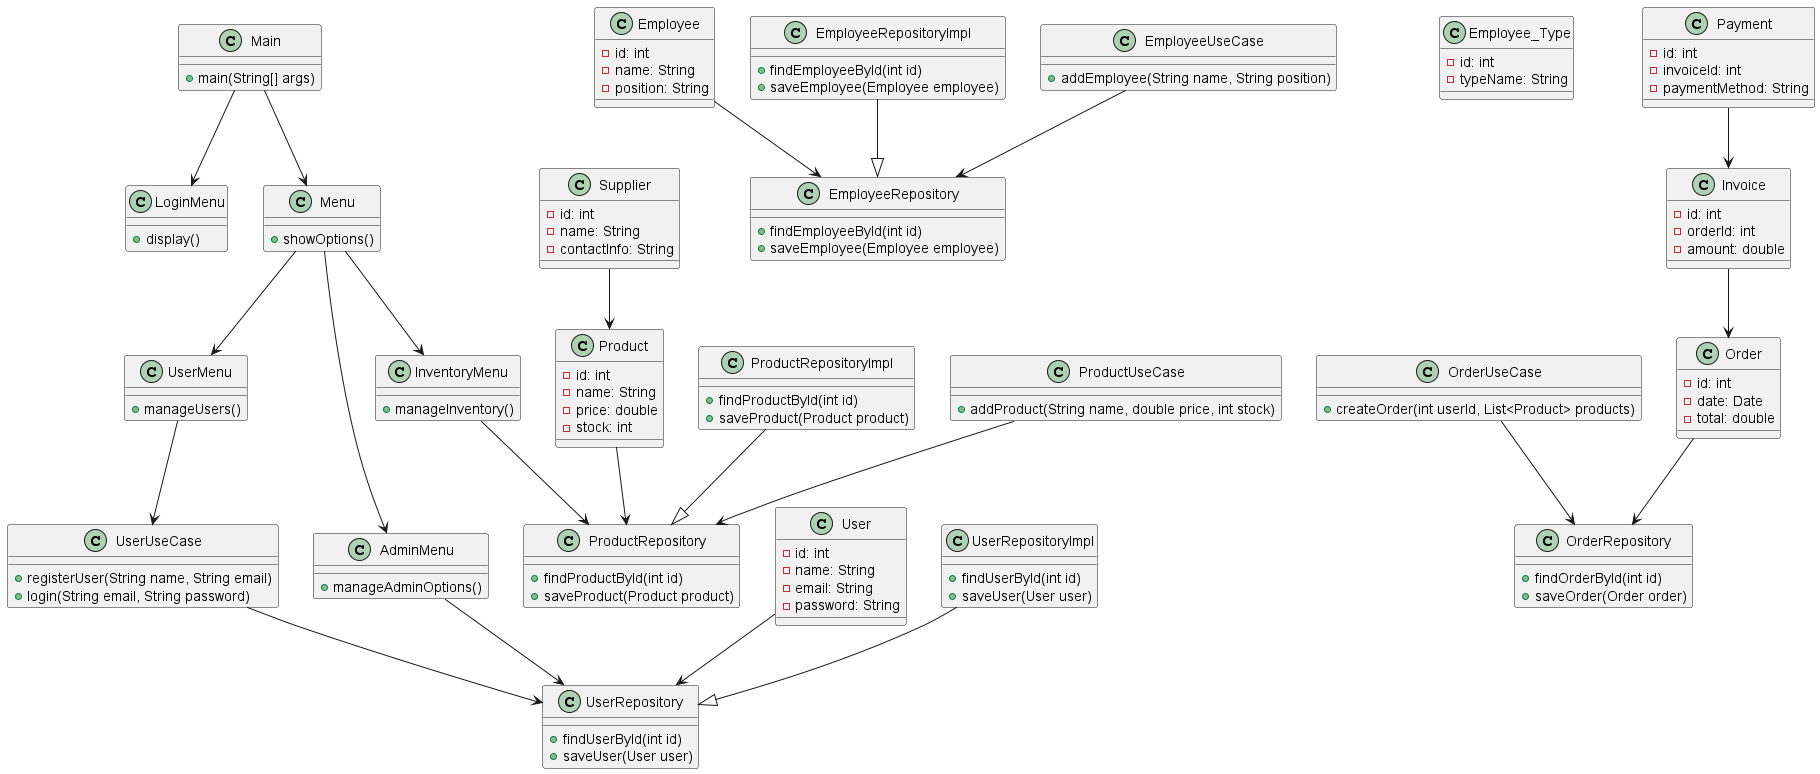 C Main
main(String[] args)
C Employee
id: int
name: String
position: String
C EmployeeRepositoryImpl
findEmployeeById(int id)
saveEmployee(Employee employee)
C EmployeeUseCase
addEmployee(String name, String position)
C Employee_Type
id: int
typeName: String
C Payment
id: int
invoiceId: int
paymentMethod: String
C LoginMenu
display()
C Menu
showOptions()
C Supplier
id: int
name: String
contactInfo: String
C EmployeeRepository
findEmployeeById(int id)
saveEmployee(Employee employee)
C Invoice
id: int
orderId: int
amount: double
C UserMenu
manageUsers()
C InventoryMenu
manageInventory()
C Product
id: int
name: String
price: double
stock: int
C ProductRepositoryImpl
findProductById(int id)
saveProduct(Product product)
C ProductUseCase
addProduct(String name, double price, int stock)
C OrderUseCase
createOrder(int userId, List<Product> products)
C Order
id: int
date: Date
total: double
C UserUseCase
registerUser(String name, String email)
login(String email, String password)
C AdminMenu
manageAdminOptions()
C ProductRepository
findProductById(int id)
saveProduct(Product product)
C User
id: int
name: String
email: String
password: String
C UserRepositoryImpl
findUserById(int id)
saveUser(User user)
C OrderRepository
findOrderById(int id)
saveOrder(Order order)
C UserRepository
findUserById(int id)
saveUser(User user)